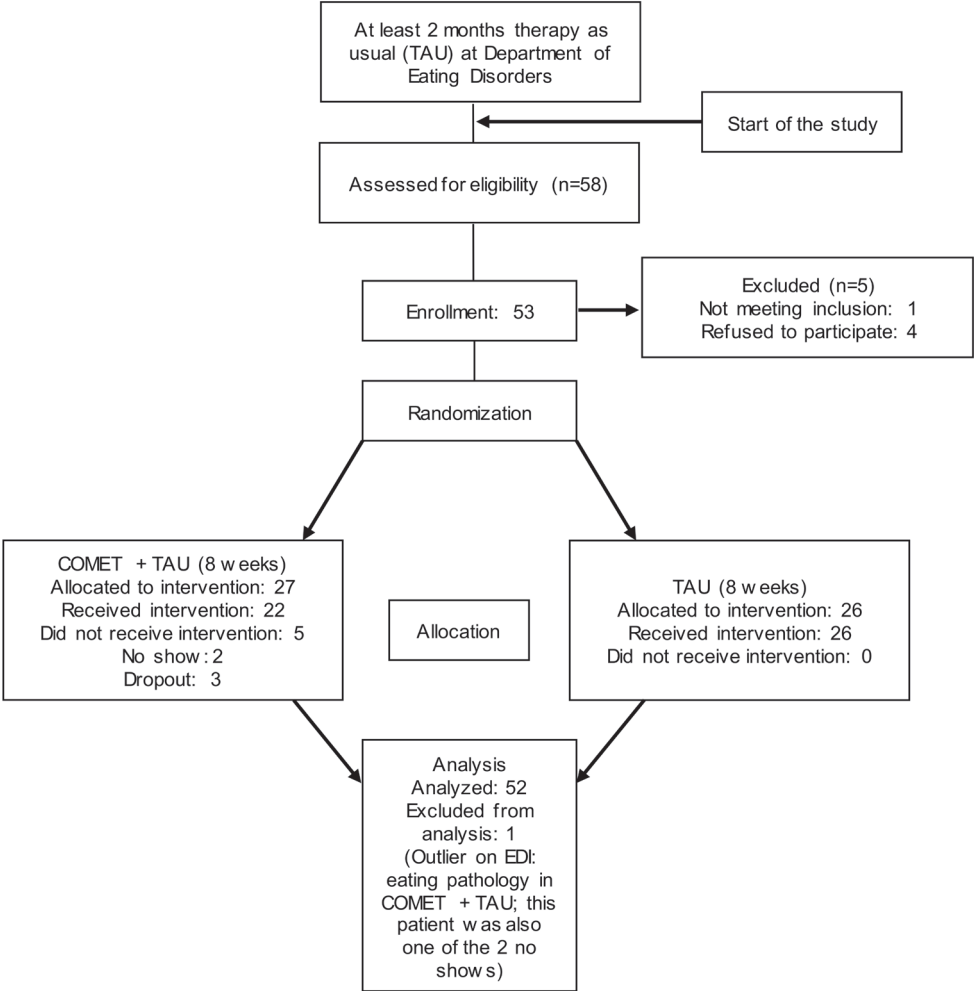 At least 2 months therapy as
usual (TAU) at Department of
Eating Disorders
Start of the study
Assessed for eligibility (n=58)
Enrollment: 53
Excluded (n=5)
Not meeting inclusion: 1
Refused to participate: 4
Randomization
COMET + TAU (8 weeks)
Allocated to intervention: 27
Received intervention: 22
Did not receive intervention: 5
No show: 2
Dropout: 3
Allocation
TAU (8 weeks)
Allocated to intervention: 26
Received intervention: 26
Did not receive intervention: 0
Analysis
Analyzed: 52
Excluded from
analysis: 1
(Outlier on EDI:
eating pathology in
COMET + TAU; this
patient was also
one of the 2 no
shows)